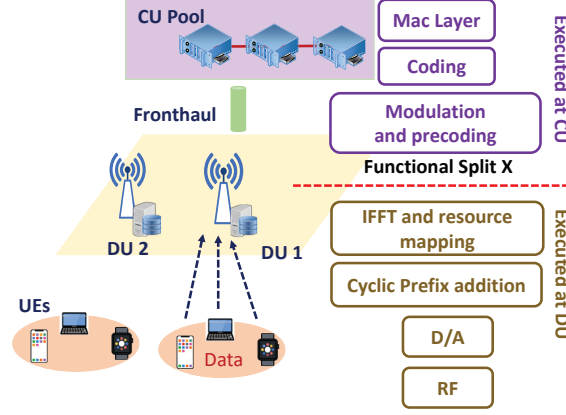 CU Pool
Fronthaul
DU 2
DU 1
UEs
Data
Mac Layer
Coding
Modulation
and precoding
Executed at CU
Functional Split X
IFFT and resource
mapping
Cyclic Prefix addition
D/A
RF
Executed at DU